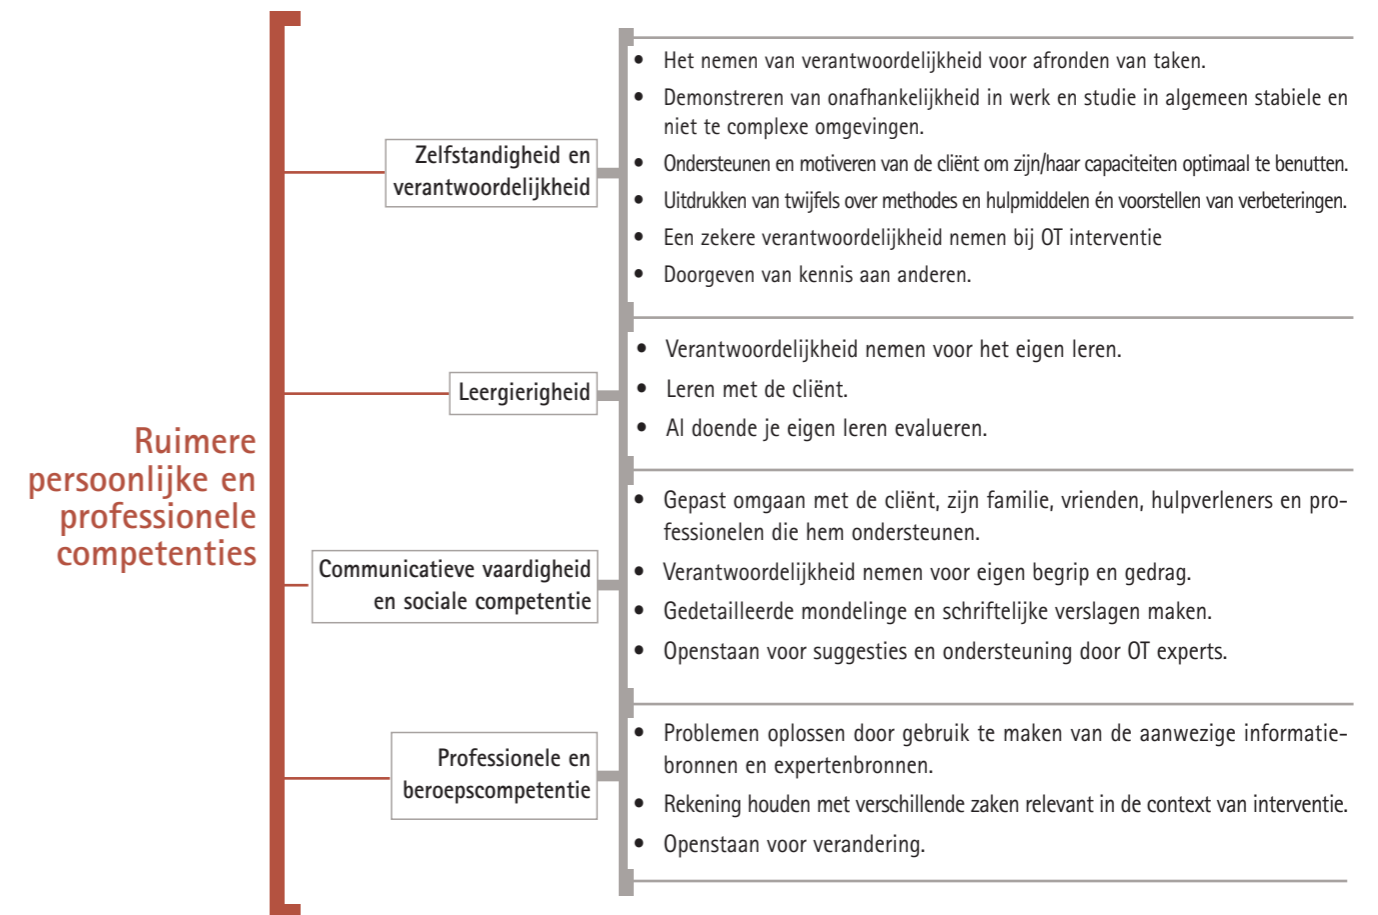 Ruimere
persoonlijke en
professionele
competenties
Zelfstandigheid en
verantwoordelijkheid
• Het nemen van verantwoordelijkheid voor afronden van taken.
• Demonstreren van onafhankelijkheid in werk en studie in algemeen stabiele en
niet te complexe omgevingen.
• Ondersteunen en motiveren van de cliënt om zijn/haar capaciteiten optimaal te benutten.
• Uitdrukken van twijfels over methodes en hulpmiddelen én voorstellen van verbeteringen.
• Een zekere verantwoordelijkheid nemen bij OT interventie
• Doorgeven van kennis aan anderen.
Leergierigheid
• Verantwoordelijkheid nemen voor het eigen leren.
• Leren met de cliënt.
• Al doende je eigen leren evalueren.
Communicatieve vaardigheid
en sociale competentie
• Gepast omgaan met de cliënt, zijn familie, vrienden, hulpverleners en pro-
fessionelen die hem ondersteunen.
• Verantwoordelijkheid nemen voor eigen begrip en gedrag.
• Gedetailleerde mondelinge en schriftelijke verslagen maken.
• Openstaan voor suggesties en ondersteuning door OT experts.
Professionele en
beroepscompetentie
• Problemen oplossen door gebruik te maken van de aanwezige informatie-
bronnen en expertenbronnen.
• Rekening houden met verschillende zaken relevant in de context van interventie.
• Openstaan voor verandering.